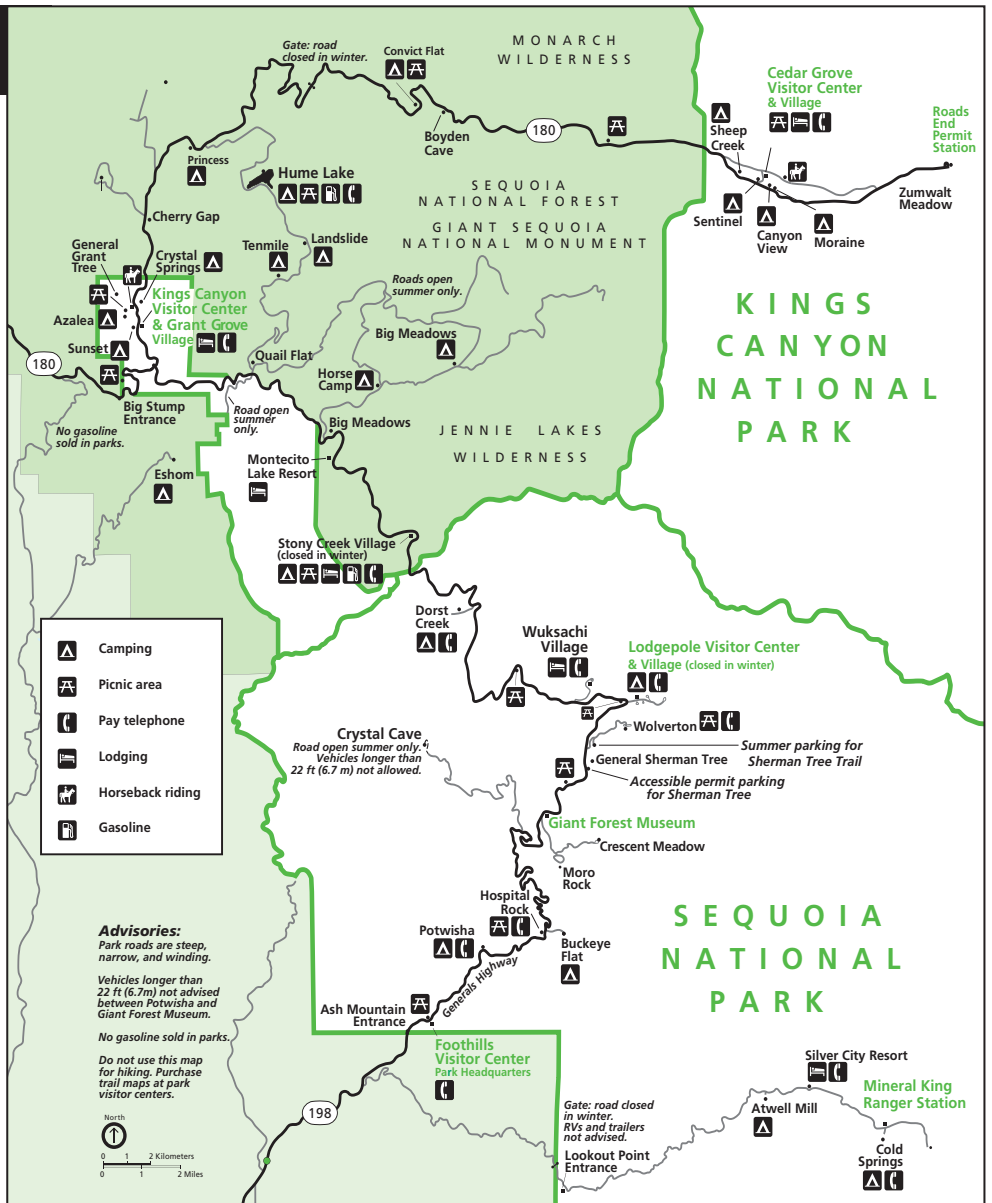 Gate: road
closed in winter.
Convict Flat
MONARCH
WILDERNESS
Cedar Grove
Visitor Center
& Village
Roads
End
Permit
Station
Boyden
Cave
180
Sheep
Creek
Princess
Hume Lake
Zumwalt
Meadow
SEQUOIA
NATIONAL FOREST
GIANT SEQUOIA
NATIONAL MONUMENT
Sentinel
Canyon
View
Moraine
Cherry Gap
General
Grant
Tree
Crystal
Springs
Tenmile
Landslide
Kings Canyon
Visitor Center
& Grant Grove
Village
Azalea
Sunset
Roads open
summer only.
Big Meadows
KINGS
CANYON
NATIONAL
PARK
180
Quail Flat
Horse
Camp
Big Stump
Entrance
Road open
summer
only.
No gasoline
sold in parks.
Big Meadows
JENNIE LAKES
WILDERNESS
Montecito
Lake Resort
Eshom
Stony Creek Village
(closed in winter)
Dorst
Creek
Wuksachi
Village
Lodgepole Visitor Center
& Village (closed in winter)
Camping
Picnic area
Pay telephone
Lodging
Horseback riding
Gasoline
Crystal Cave
Road open summer only.
Vehicles longer than
22 ft (6.7 m) not allowed.
Wolverton
Summer parking for
Sherman Tree Trail
General Sherman Tree
Accessible permit parking
for Sherman Tree
Giant Forest Museum
Crescent Meadow
Moro
Rock
Hospital
Rock
Potwisha
Buckeye
Flat
Generals Highway
SEQUOIA
NATIONAL
PARK
Advisories:
Park roads are steep,
narrow, and winding.
Vehicles longer than
22 ft (6.7m) not advised
between Potwisha and
Giant Forest Museum.
No gasoline sold in parks.
Do not use this map
for hiking. Purchase
trail maps at park
visitor centers.
Ash Mountain
Entrance
Foothills
Visitor Center
Park Headquarters
198
North
0 1 2 Kilometers
0 1 2 Miles
Gate: road closed
in winter.
RVs and trailers
not advised.
Lookout Point
Entrance
Silver City Resort
Atwell Mill
Mineral King
Ranger Station
Cold
Springs